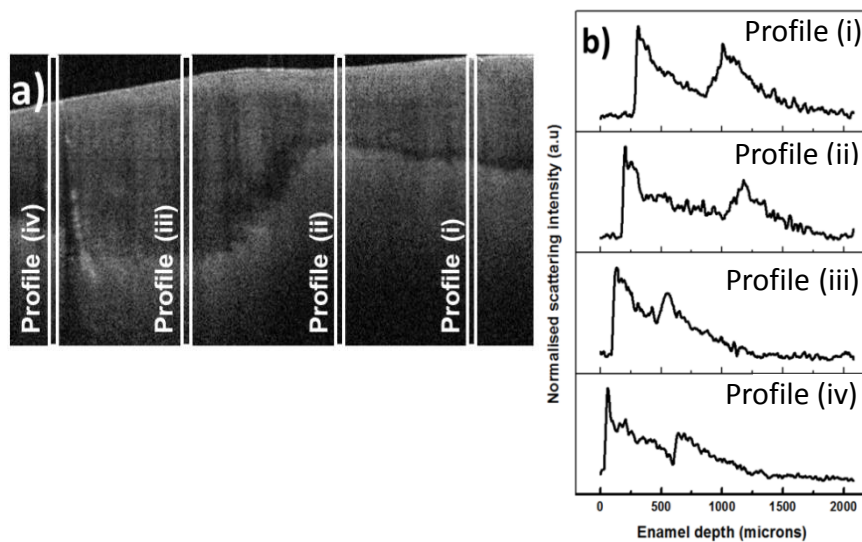 a)
Profile (iv)
Profile (iii)
Profile (ii)
Profile (i)
b)
Normalised scattering intensity (a.u)
Profile (i)
Profile (ii)
Profile (iii)
Profile (iv)
0 500 1000 1500 2000
Enamel depth (microns)